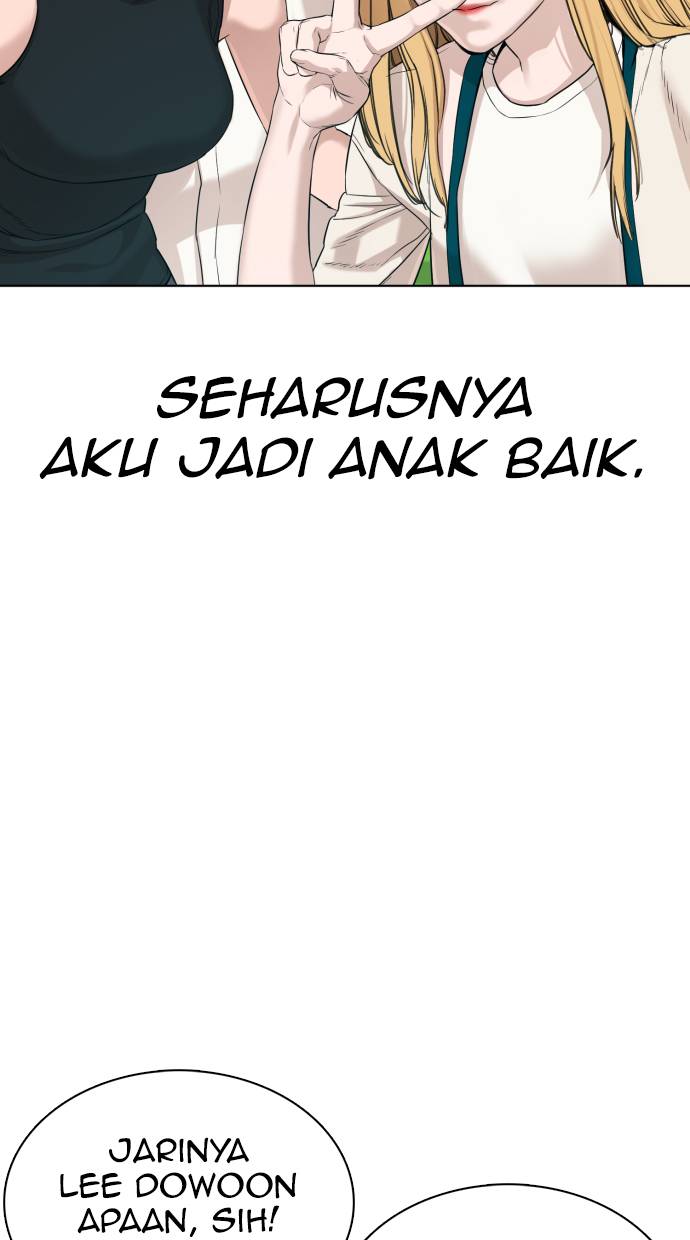 SEHARUSNYA
AKU JADI ANAK BAIK.
JARINYA
LEE DOWOON
APAAN, SIH!